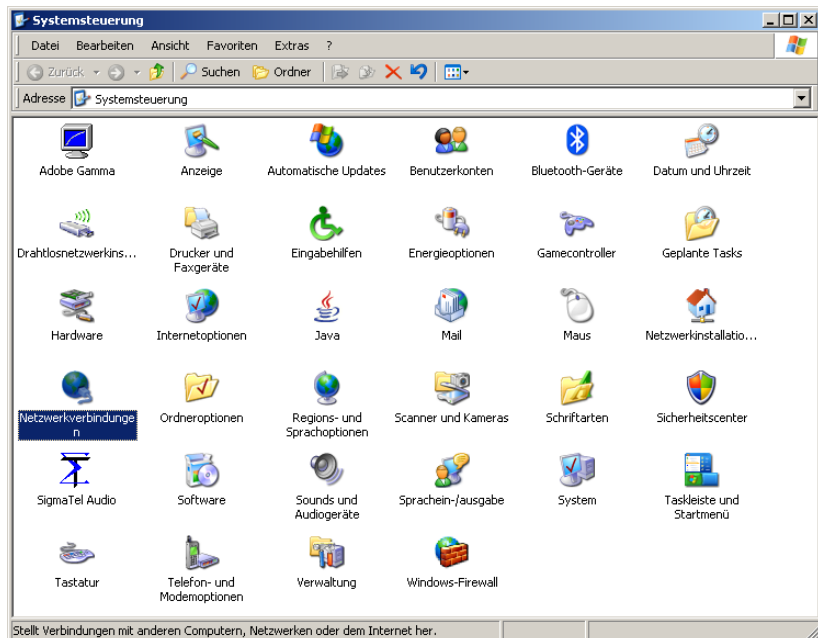 Systemsteuerung
Datei Bearbeiten Ansicht Favoriten Extras ?
Zurück Suchen Ordner
Adresse Systemsteuerung
Adobe Gamma Anzeige Automatische Updates Benutzerkonten Bluetooth-Geräte Datum und Uhrzeit
Drahtlosnetzwerkins... Drucker und Eingabehilfen Energieoptionen Gamecontroller Geplante Tasks
Faxgeräte
Hardware Internetoptionen Java Mail Maus Netzwerkinstallatio...
Netzwerkverbindunge Ordneroptionen Regions- und Scanner und Kameras Schriftarten Sicherheitscenter
n Sprachoptionen
SigmaTel Audio Software Sounds und Sprachein-/ausgabe System Taskleiste und
Audiogeräte Startmenü
Tastatur Telefon- und Verwaltung Windows-Firewall
Modemoptionen
Stellt Verbindungen mit anderen Computern, Netzwerken oder dem Internet her.